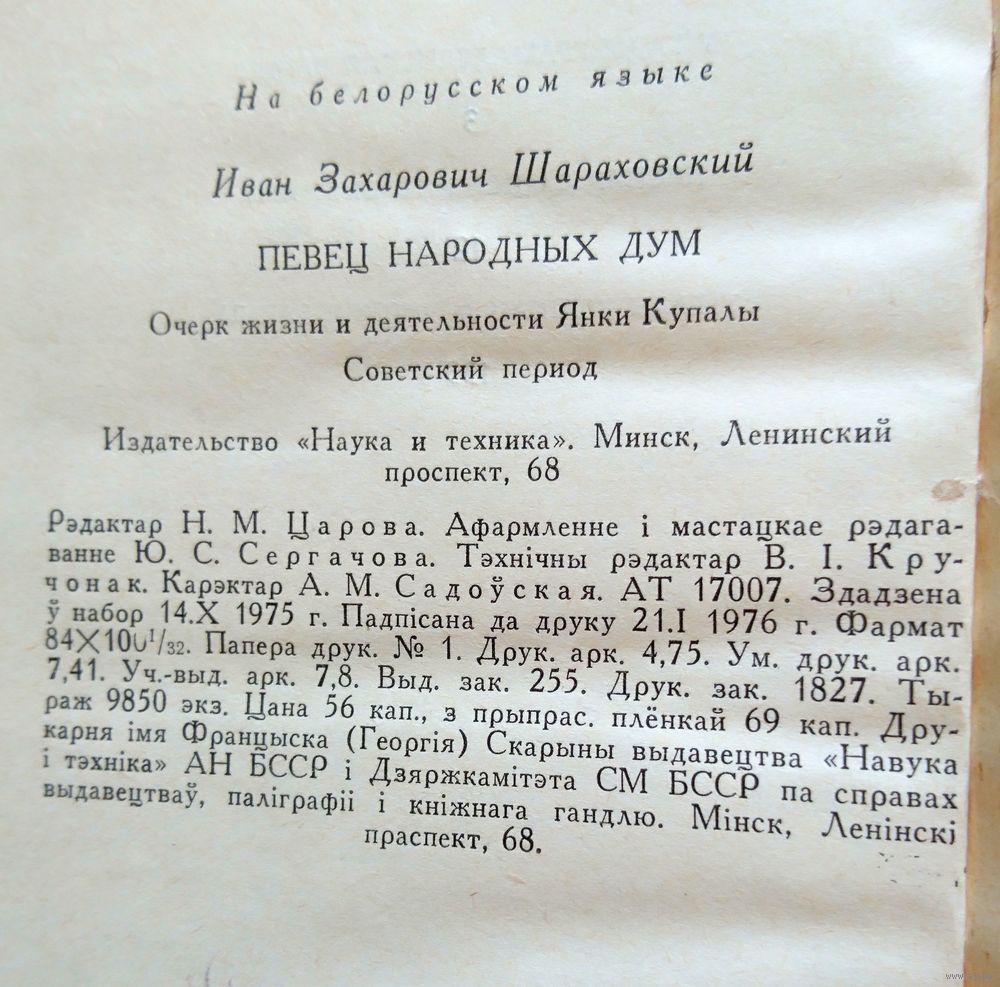 На белорусском языке
Иван Захарович Шараховский
ПЕВЕЦ НАРОДНЫХ ДУМ
Очерк жизни и деятельности Янки Купалы
Советский период
Издательство «Наука и техника». Минск, Ленинский
проспект, 68
Рэдактар Н. М. Царова. Афармленне і мастацкае рэдага-
ванне Ю. С. Сергачова. Тэхнічны рэдактар В. І. Кру-
чонак. Карэктар А. М. Садоўская. АТ 17007. Здадзена
ў набор 14.X 1975 г. Падпісана да друку 21.I 1976 г. Фармат
84×100¹/₃₂. Папера друк. № 1. Друк. арк. 4,75. Ум. друк. арк.
7,41. Уч.-выд. арк. 7,8. Выд. зак. 255. Друк. зак. 1827. Ты-
раж 9850 экз. Цана 56 кап., з прыпрас. плёнкай 69 кап. Дру-
карня імя Францыска (Георгія) Скарыны выдавецтва «Навука
і тэхніка» АН БССР і Дзяржкамітэта СМ БССР па справах
выдавецтваў, паліграфіі і кніжнага гандлю. Мінск, Ленінскі
праспект, 68.